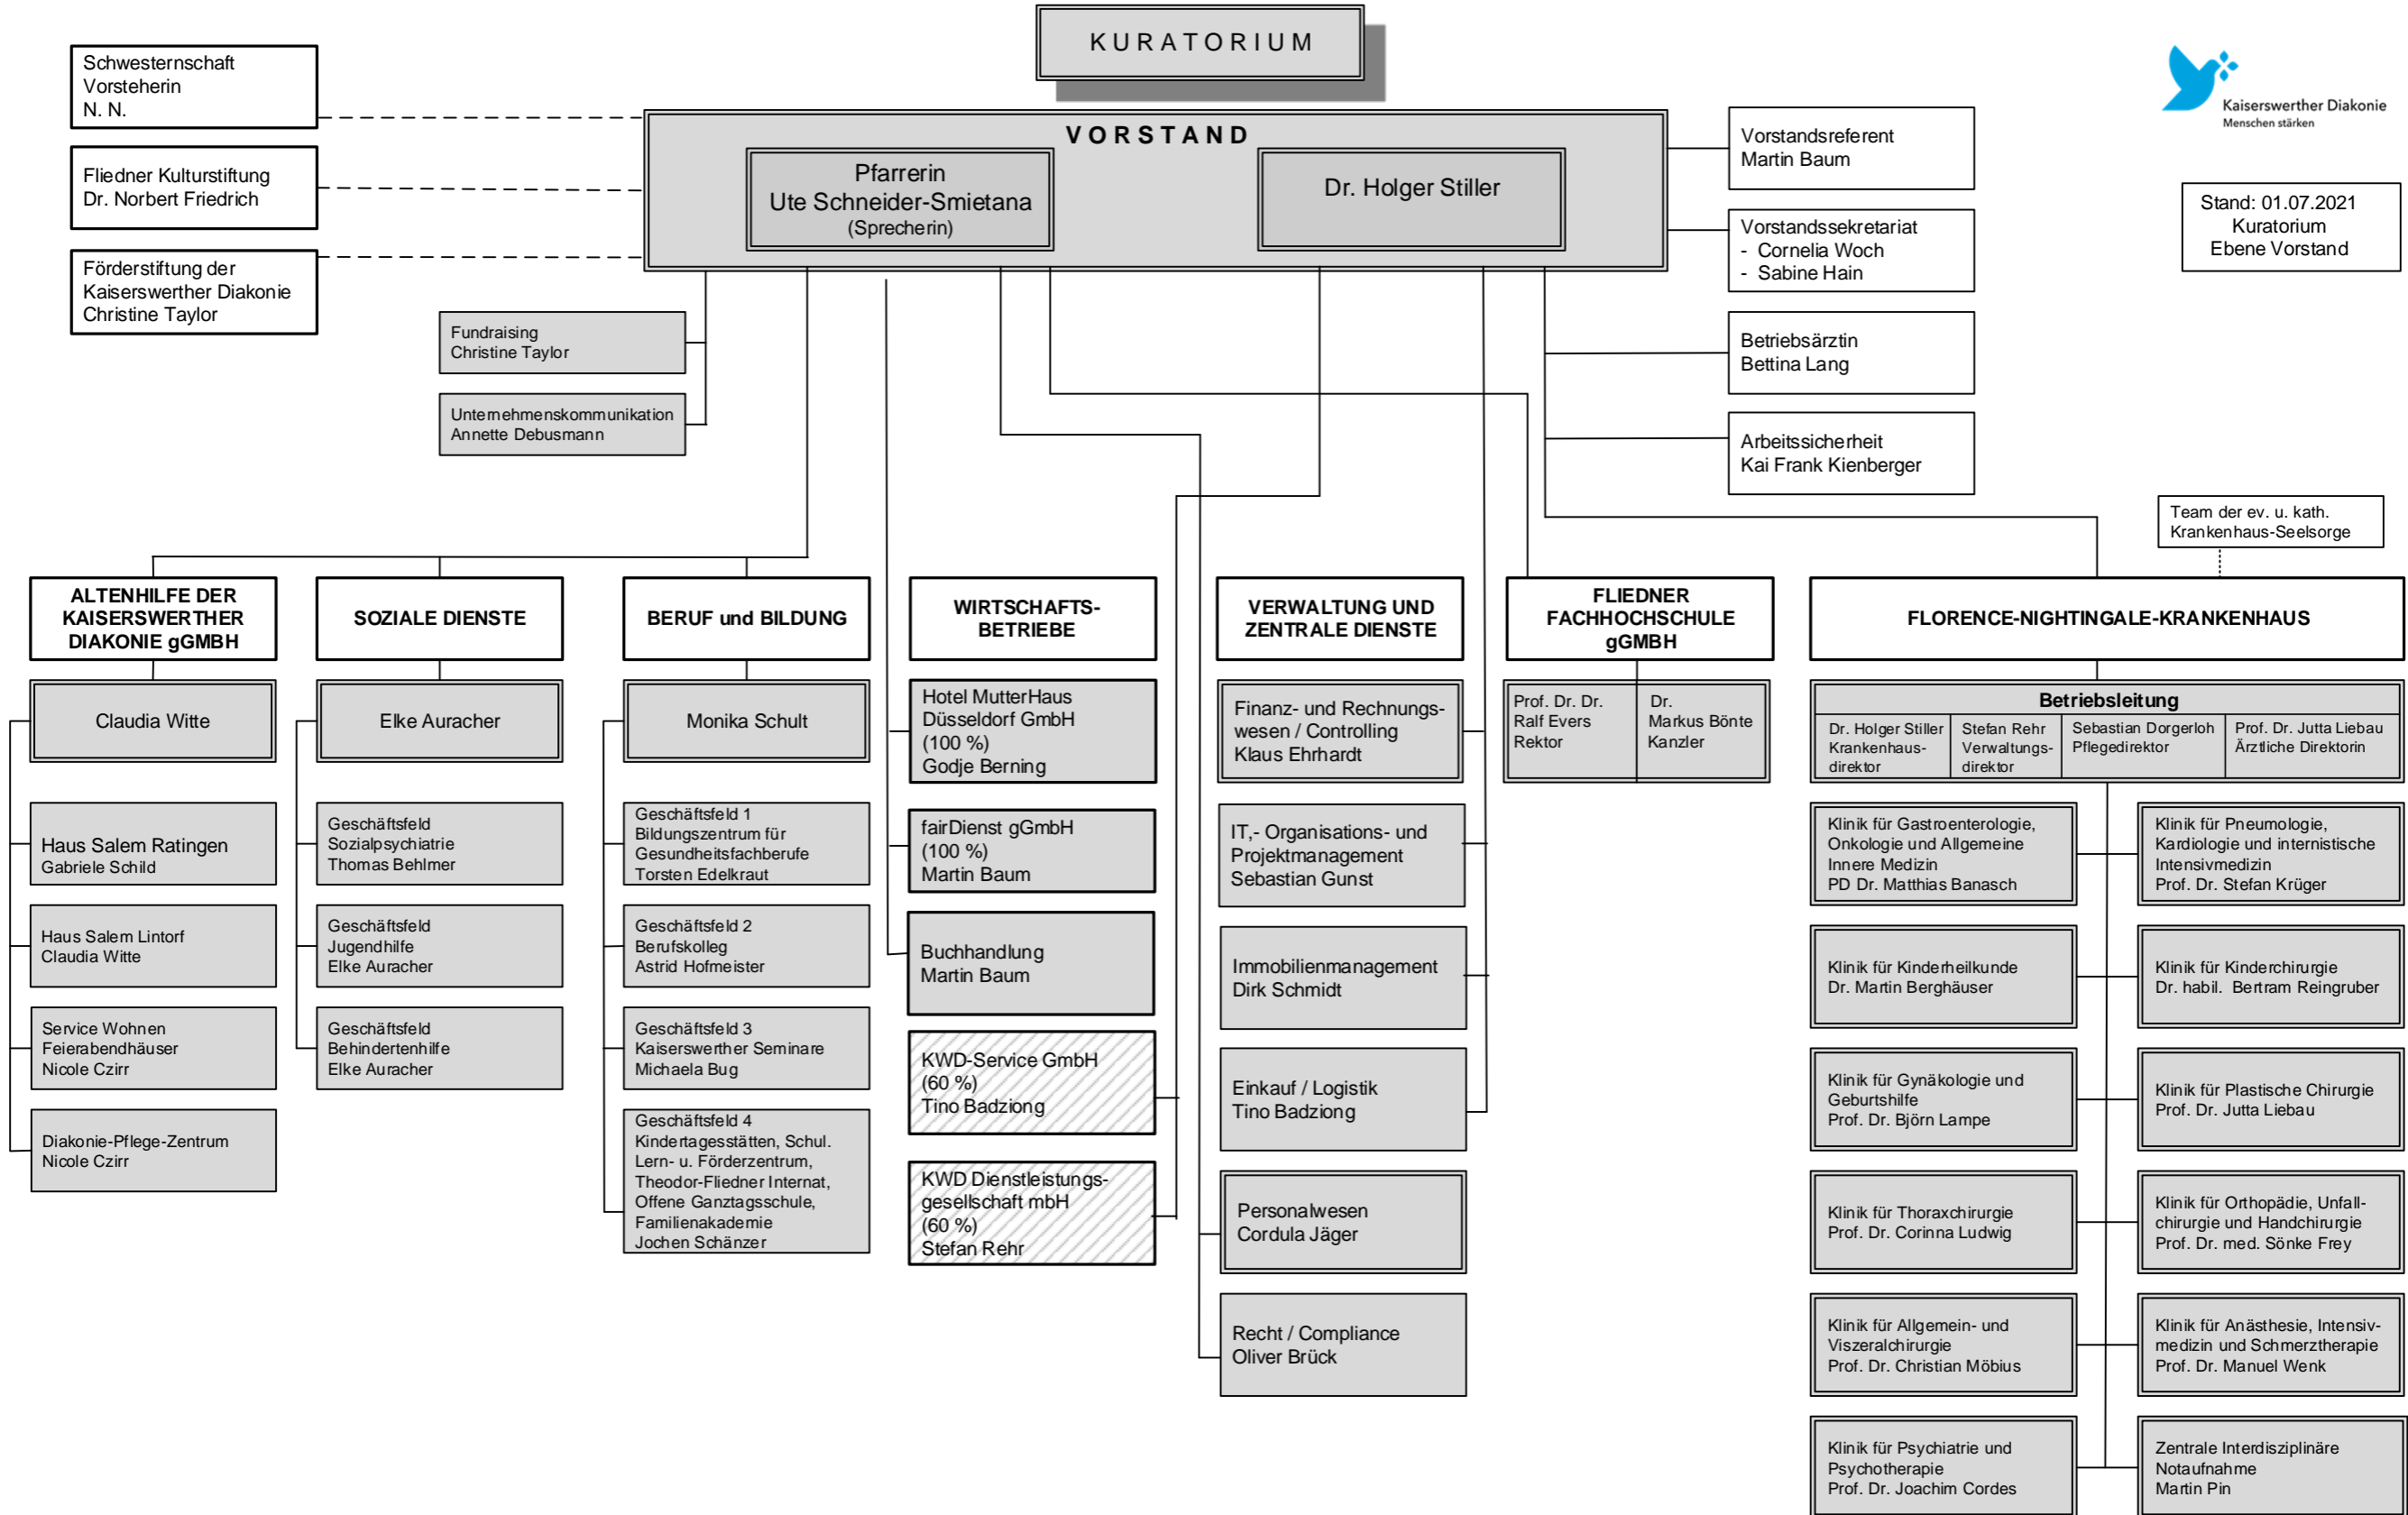 K U R A T O R I U M
Schwesternschaft
Vorsteherin
N. N.
Fliedner Kulturstiftung
Dr. Norbert Friedrich
Förderstiftung der
Kaiserswerther Diakonie
Christine Taylor
V O R S T A N D
Pfarrerin
Ute Schneider-Smietana
(Sprecherin)
Dr. Holger Stiller
Vorstandsreferent
Martin Baum
Vorstandssekretariat
- Cornelia Woch
- Sabine Hain
Betriebsärztin
Bettina Lang
Arbeitssicherheit
Kai Frank Kienberger
Kaiserswerther Diakonie
Menschen stärken
Stand: 01.07.2021
Kuratorium
Ebene Vorstand
Fundraising
Christine Taylor
Unternehmenskommunikation
Annette Debusmann
Team der ev. u. kath.
Krankenhaus-Seelsorge
ALTENHILFE DER
KAISERSWERTHER
DIAKONIE gGMBH
Claudia Witte
Haus Salem Ratingen
Gabriele Schild
Haus Salem Lintorf
Claudia Witte
Service Wohnen
Feierabendhäuser
Nicole Czirr
Diakonie-Pflege-Zentrum
Nicole Czirr
SOZIALE DIENSTE
Elke Auracher
Geschäftsfeld
Sozialpsychiatrie
Thomas Behlmer
Geschäftsfeld
Jugendhilfe
Elke Auracher
Geschäftsfeld
Behindertenhilfe
Elke Auracher
BERUF und BILDUNG
Monika Schult
Geschäftsfeld 1
Bildungszentrum für
Gesundheitsfachberufe
Torsten Edelkraut
Geschäftsfeld 2
Berufskolleg
Astrid Hofmeister
Geschäftsfeld 3
Kaiserswerther Seminare
Michaela Bug
Geschäftsfeld 4
Kindertagesstätten, Schul.
Lern- u. Förderzentrum,
Theodor-Fliedner Internat,
Offene Ganztagsschule,
Familienakademie
Jochen Schänzer
WIRTSCHAFTS-
BETRIEBE
Hotel MutterHaus
Düsseldorf GmbH
(100 %)
Godje Berning
fairDienst gGmbH
(100 %)
Martin Baum
Buchhandlung
Martin Baum
KWD-Service GmbH
(60 %)
Tino Badziong
KWD Dienstleistungs-
gesellschaft mbH
(60 %)
Stefan Rehr
VERWALTUNG UND
ZENTRALE DIENSTE
Finanz- und Rechnungs-
wesen / Controlling
Klaus Ehrhardt
IT,- Organisations- und
Projektmanagement
Sebastian Gunst
Immobilienmanagement
Dirk Schmidt
Einkauf / Logistik
Tino Badziong
Personalwesen
Cordula Jäger
Recht / Compliance
Oliver Brück
FLIEDNER
FACHHOCHSCHULE
gGMBH
Prof. Dr. Dr.
Ralf Evers
Rektor
Dr.
Markus Bönte
Kanzler
FLORENCE-NIGHTINGALE-KRANKENHAUS
Betriebsleitung
Dr. Holger Stiller
Krankenhaus-
direktor
Stefan Rehr
Verwaltungs-
direktor
Sebastian Dorgerloh
Pflegedirektor
Prof. Dr. Jutta Liebau
Ärztliche Direktorin
Klinik für Gastroenterologie,
Onkologie und Allgemeine
Innere Medizin
PD Dr. Matthias Banasch
Klinik für Pneumologie,
Kardiologie und internistische
Intensivmedizin
Prof. Dr. Stefan Krüger
Klinik für Kinderheilkunde
Dr. Martin Berghäuser
Klinik für Kinderchirurgie
Dr. habil. Bertram Reingruber
Klinik für Gynäkologie und
Geburtshilfe
Prof. Dr. Björn Lampe
Klinik für Plastische Chirurgie
Prof. Dr. Jutta Liebau
Klinik für Thoraxchirurgie
Prof. Dr. Corinna Ludwig
Klinik für Orthopädie, Unfall-
chirurgie und Handchirurgie
Prof. Dr. med. Sönke Frey
Klinik für Allgemein- und
Viszeralchirurgie
Prof. Dr. Christian Möbius
Klinik für Anästhesie, Intensiv-
medizin und Schmerztherapie
Prof. Dr. Manuel Wenk
Klinik für Psychiatrie und
Psychotherapie
Prof. Dr. Joachim Cordes
Zentrale Interdisziplinäre
Notaufnahme
Martin Pin